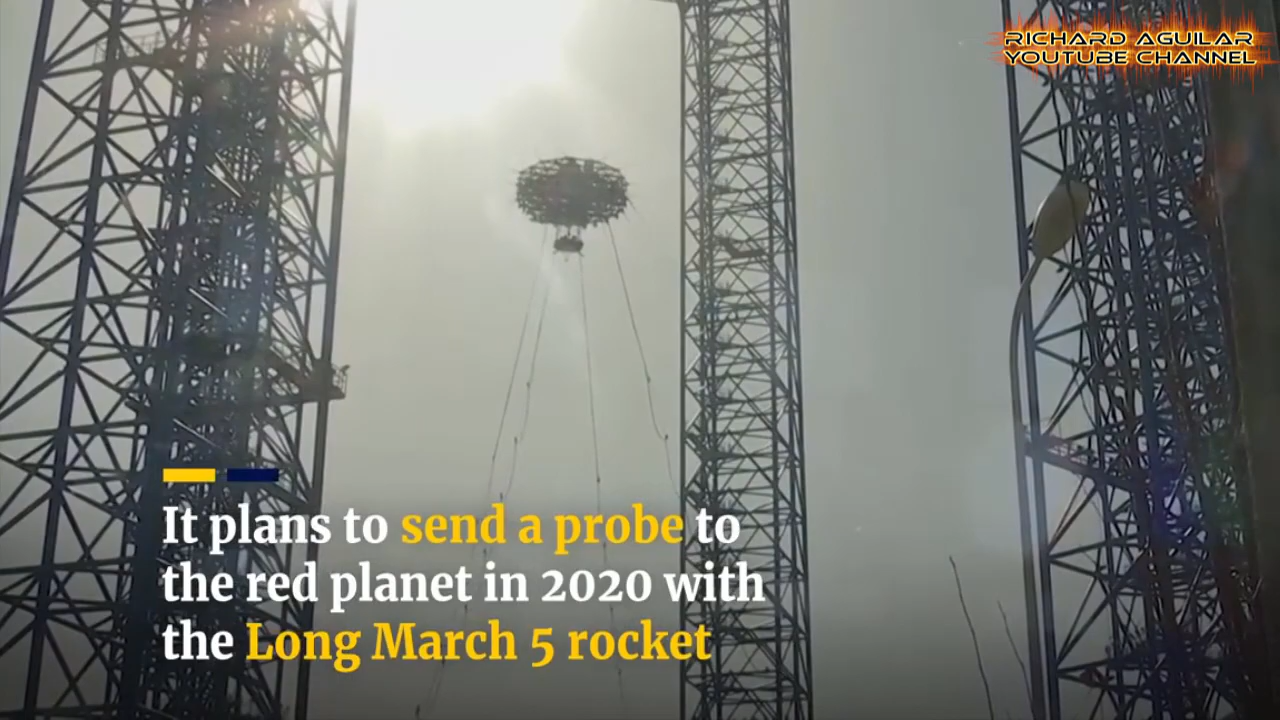 RICHARD AGUILAR
YOUTUBE CHANNEL
It plans to send a probe to
the red planet in 2020 with
the Long March 5 rocket